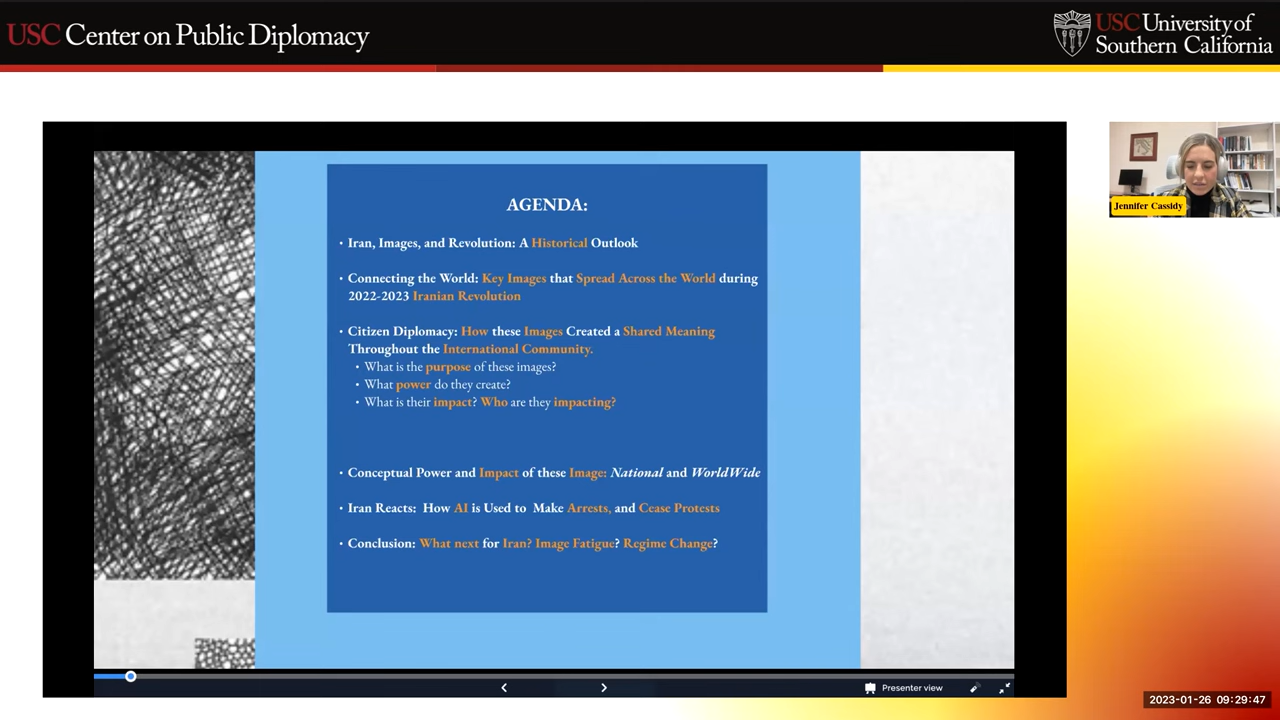 USC Center on Public Diplomacy
USC University of
Southern California
AGENDA:
• Iran, Images, and Revolution: A Historical Outlook
• Connecting the World: Key Images that Spread Across the World during
2022-2023 Iranian Revolution
• Citizen Diplomacy: How these Images Created a Shared Meaning
Throughout the International Community.
• What is the purpose of these images?
• What power do they create?
• What is their impact? Who are they impacting?
• Conceptual Power and Impact of these Image: National and WorldWide
• Iran Reacts: How AI is Used to Make Arrests, and Cease Protests
• Conclusion: What next for Iran? Image Fatigue? Regime Change?
Jennifer Cassidy
Presenter view
2023-01-26 09:29:47